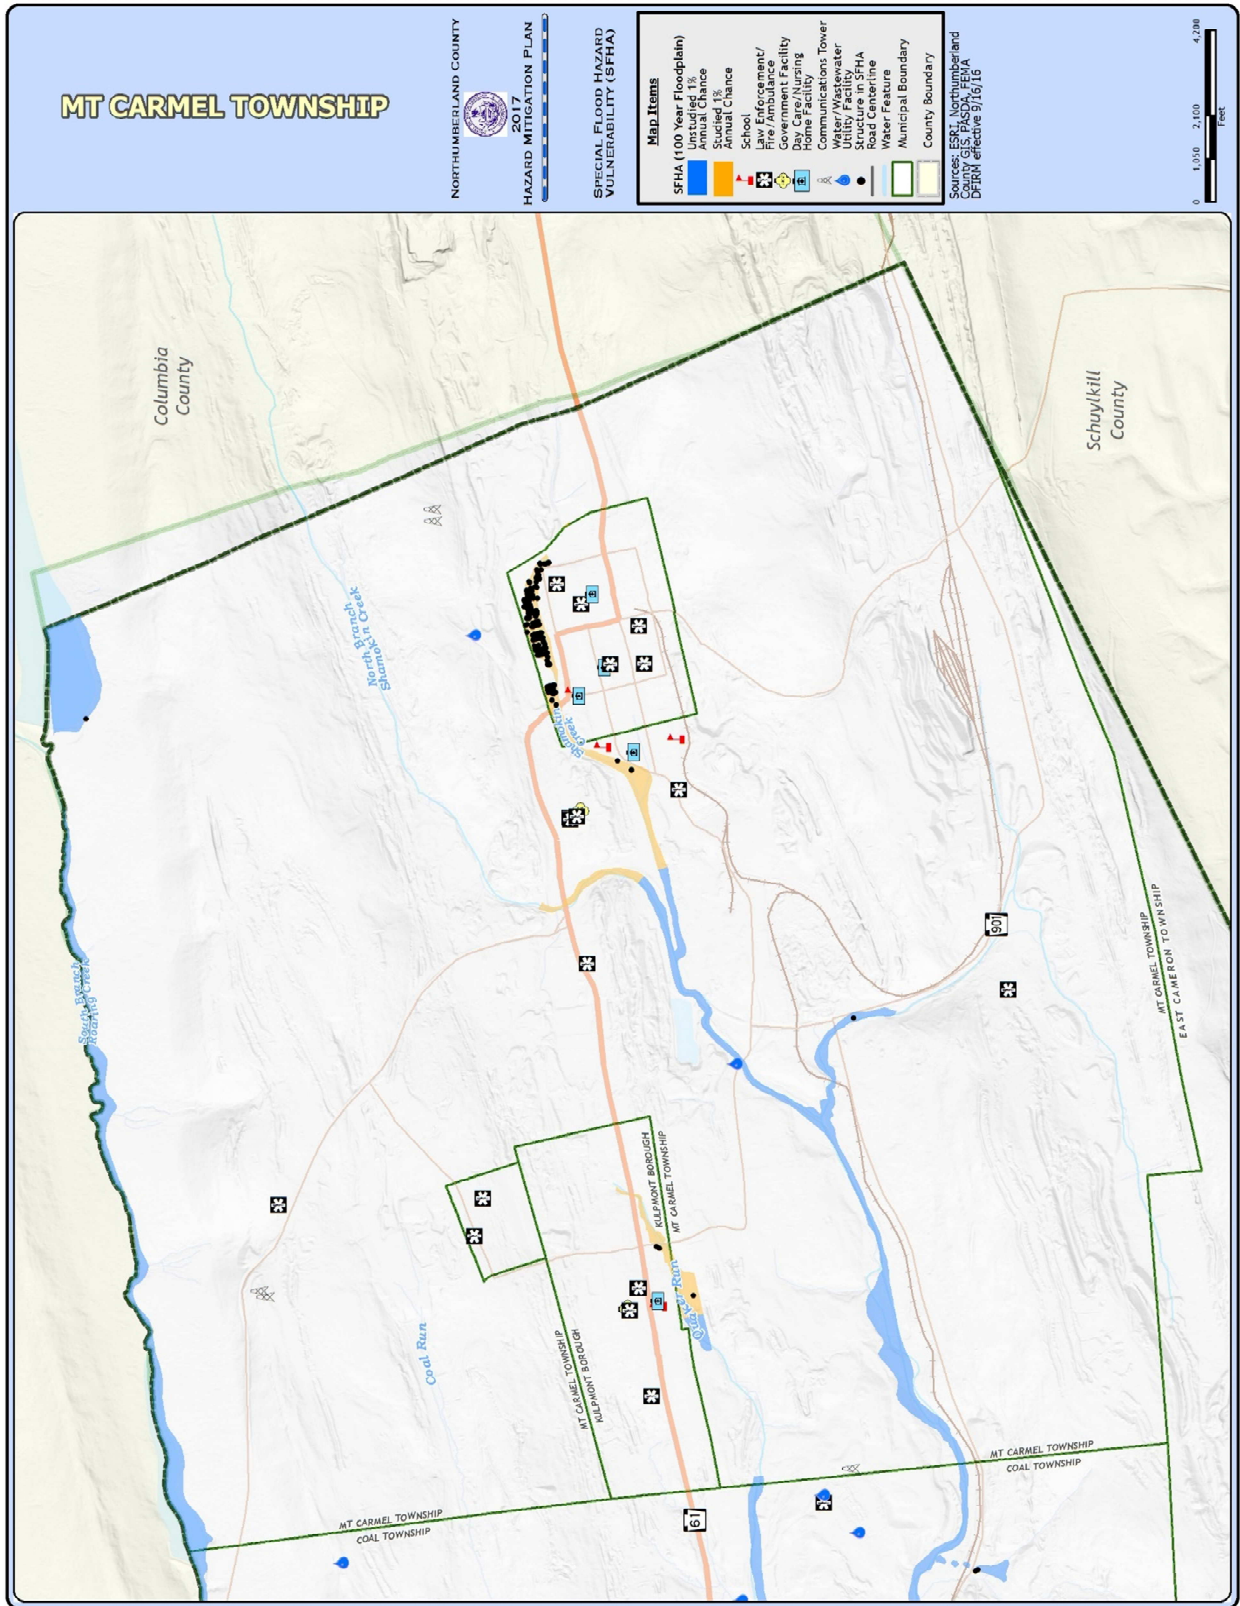 MT CARMEL TOWNSHIP
NORTHUMBERLAND COUNTY
2017
HAZARD MITIGATION PLAN
SPECIAL FLOOD HAZARD
VULNERABILITY (SFHA)
Map Items
SFHA (100 Year Floodplain)
Unstudied 1%
Annual Chance
Studied 1%
Annual Chance
School
Law Enforcement/
Fire/Ambulance
Government Facility
Day Care/Nursing
Home Facility
Communications Tower
Water/Wastewater
Utility Facility
Structure in SFHA
Road Centerline
Water Feature
Municipal Boundary
County Boundary
Sources: ESRI, Northumberland
County GIS, PASDA, FEMA
DFIRM effective 9/16/16
0 1,050 2,100 4,200
Feet
Columbia
County
Schuylkill
County
North Branch
Shamokin Creek
Shamokin
Creek
South Branch
Roaring Creek
Coal Run
Quaker Run
901
61
MT CARMEL TOWNSHIP
EAST CAMERON TOWNSHIP
KULPMONT BOROUGH
MT CARMEL TOWNSHIP
MT CARMEL TOWNSHIP
KULPMONT BOROUGH
MT CARMEL TOWNSHIP
COAL TOWNSHIP
MT CARMEL TOWNSHIP
COAL TOWNSHIP